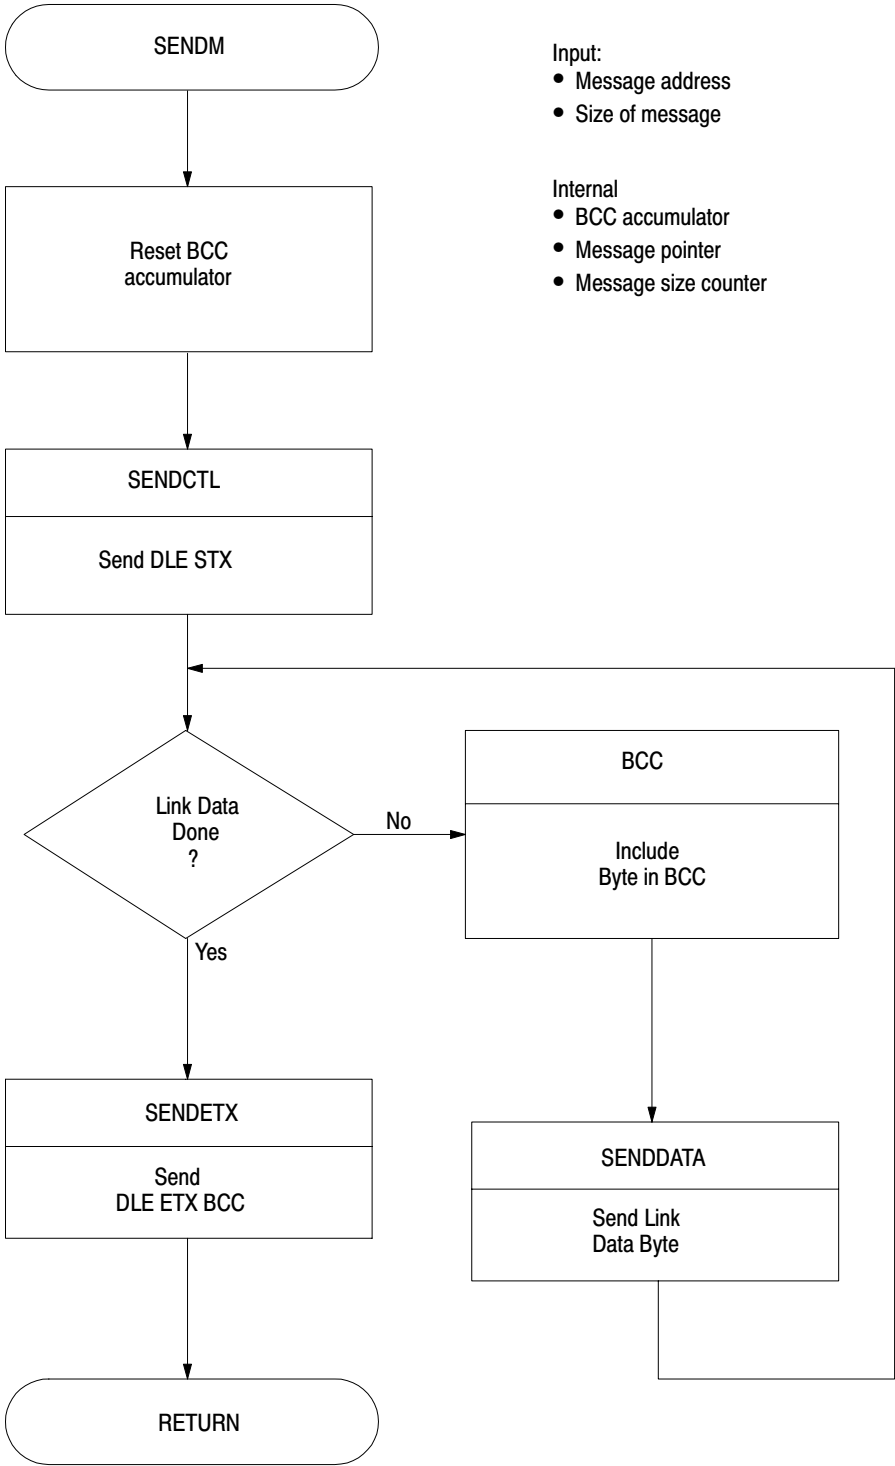 SENDM
Input:
• Message address
• Size of message
Internal
• BCC accumulator
• Message pointer
• Message size counter
Reset BCC
accumulator
SENDCTL
Send DLE STX
Link Data
Done
?
No
Yes
BCC
Include
Byte in BCC
SENDETX
Send
DLE ETX BCC
SENDDATA
Send Link
Data Byte
RETURN